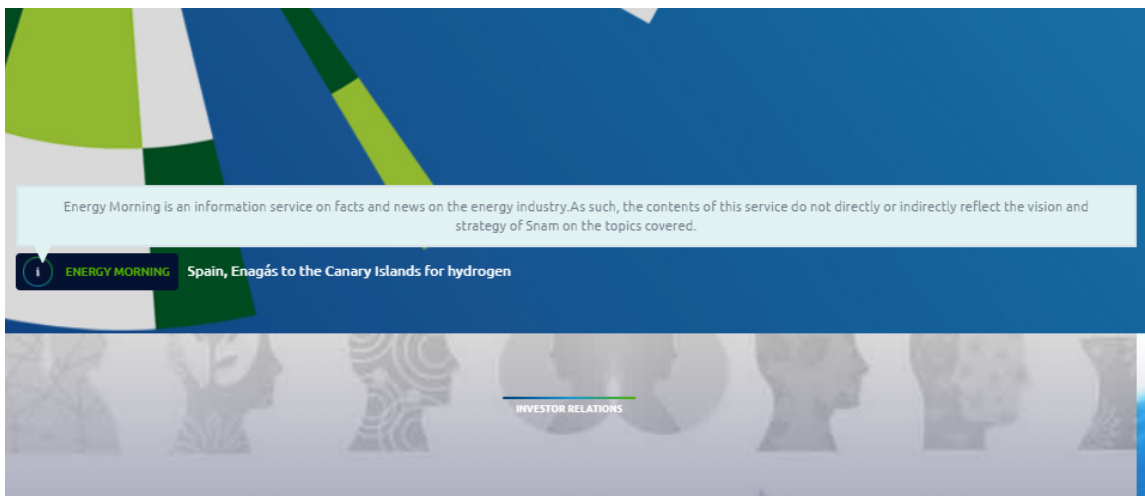 Energy Morning is an information service on facts and news on the energy industry.As such, the contents of this service do not directly or indirectly reflect the vision and
strategy of Snam on the topics covered.
i ENERGY MORNING Spain, Enagás to the Canary Islands for hydrogen
INVESTOR RELATIONS